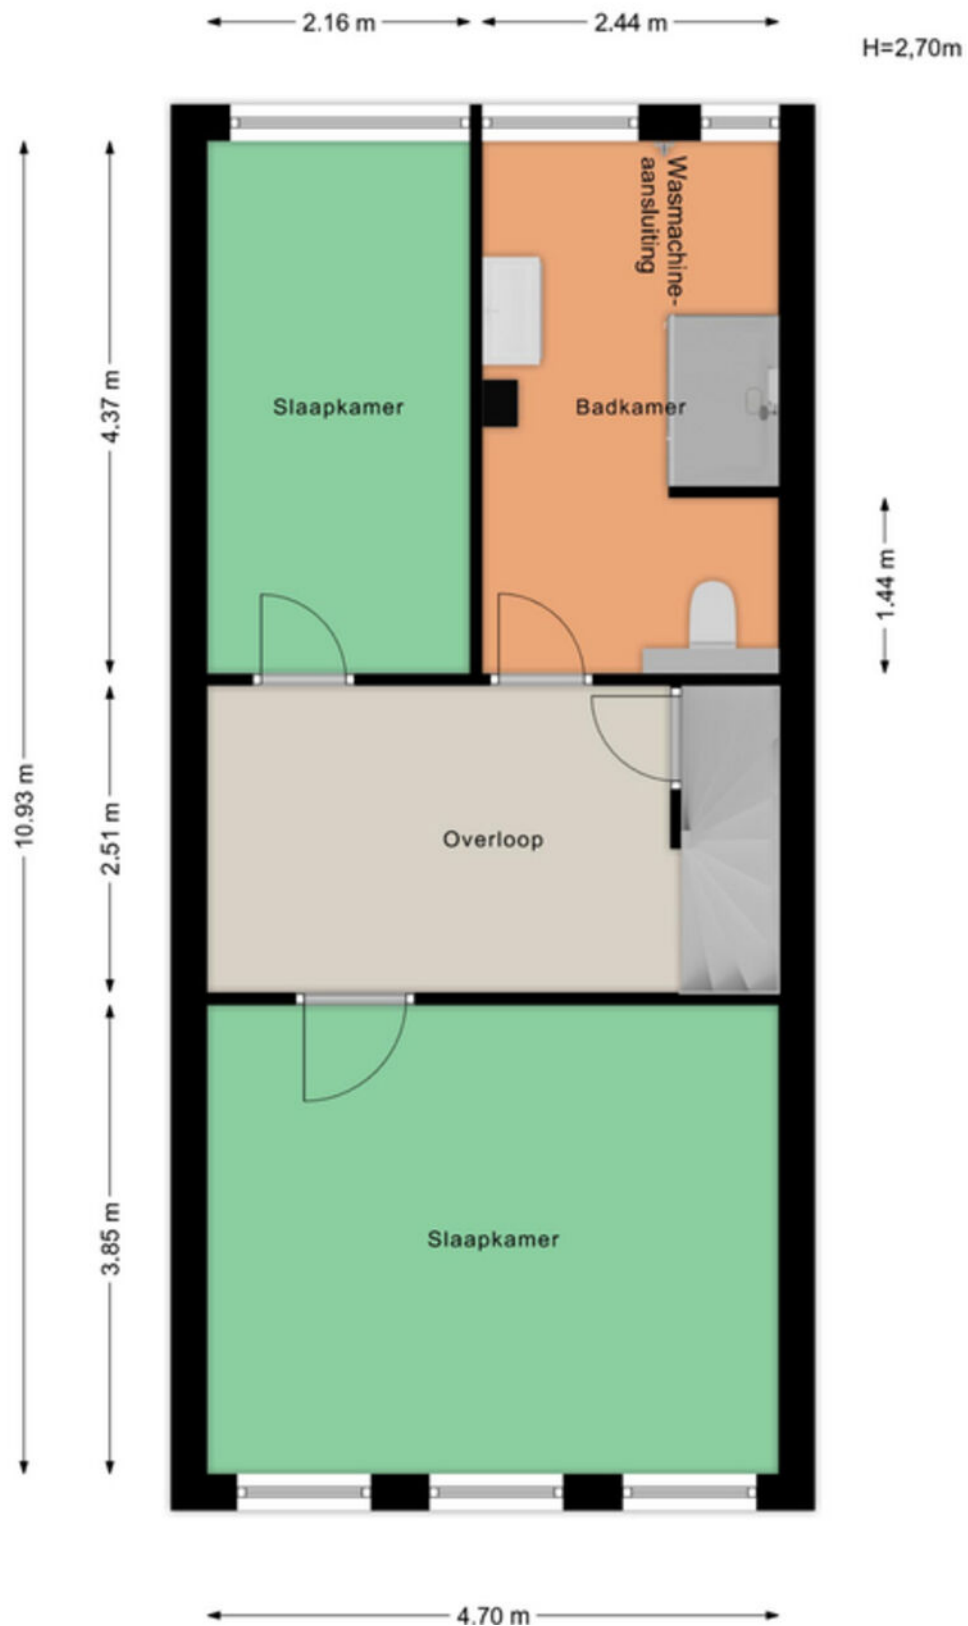 2.16 m
2.44 m
H=2,70m
Wasmachine-
aansluiting
4.37 m
Slaapkamer
Badkamer
1.44 m
10.93 m
2.51 m
Overloop
3.85 m
Slaapkamer
4.70 m